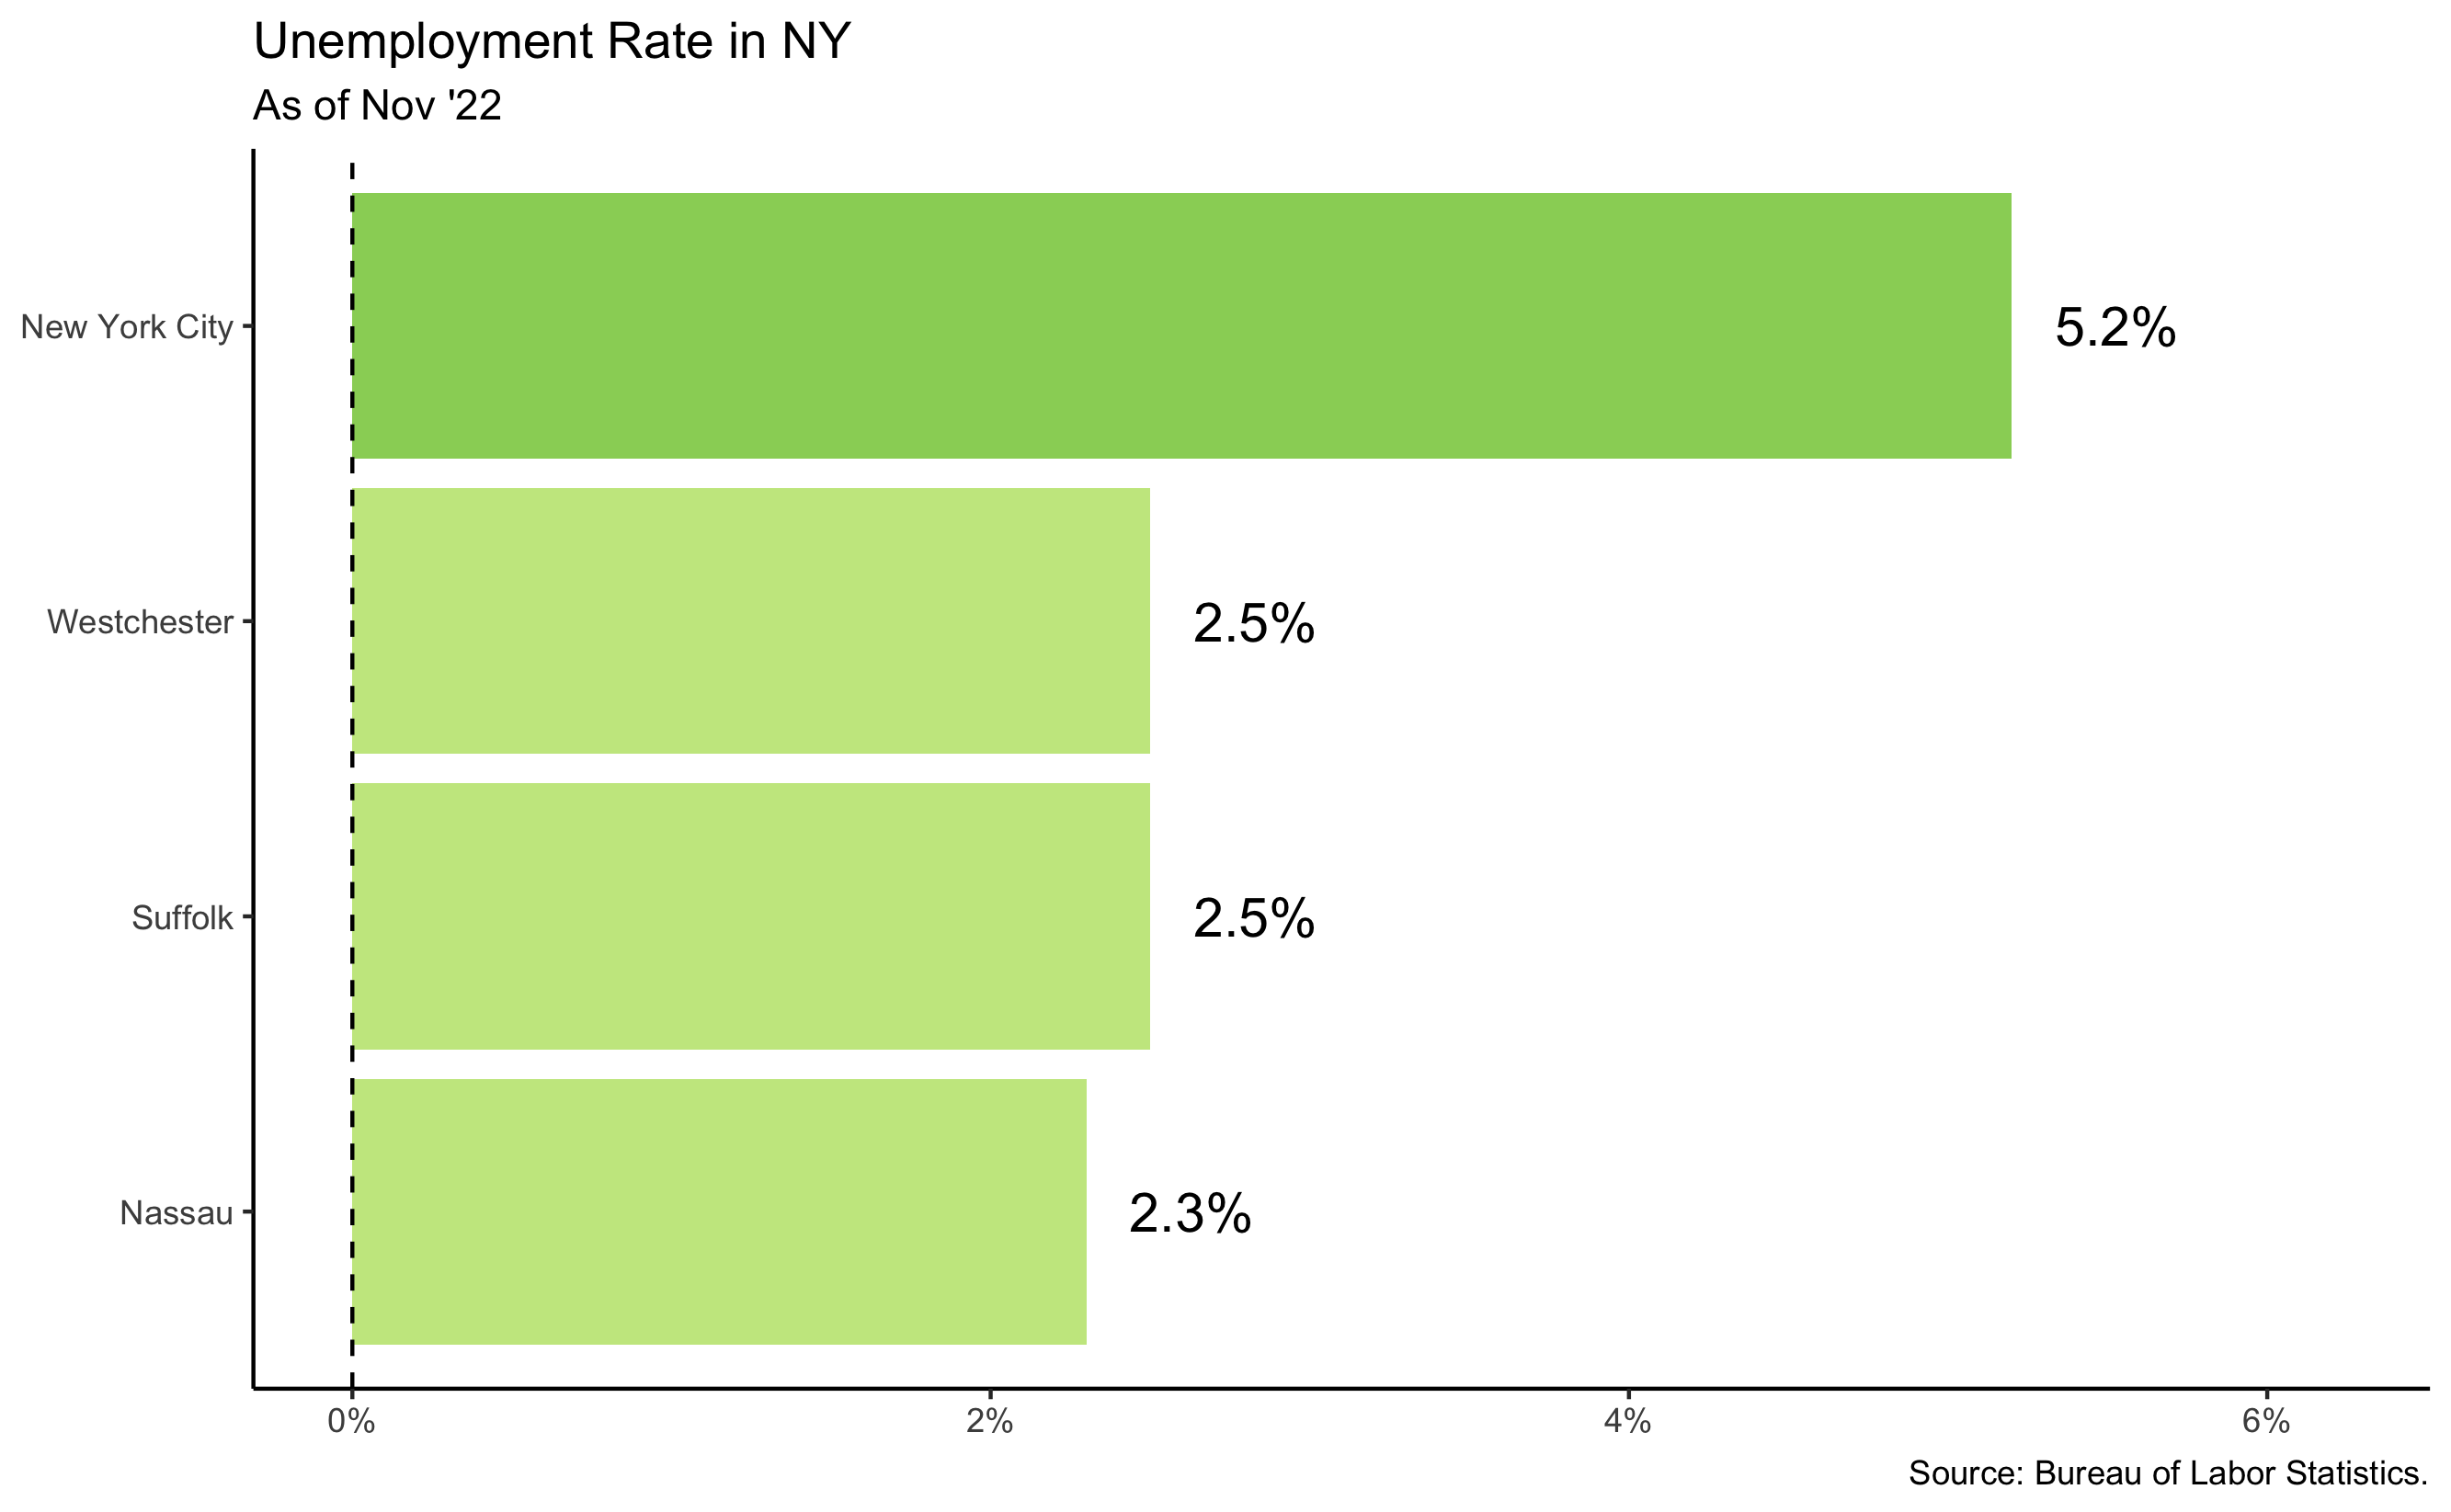 Unemployment Rate in NY
As of Nov '22
New York City
5.2%
Westchester
2.5%
Suffolk
2.5%
Nassau
2.3%
0% 2% 4% 6%
Source: Bureau of Labor Statistics.